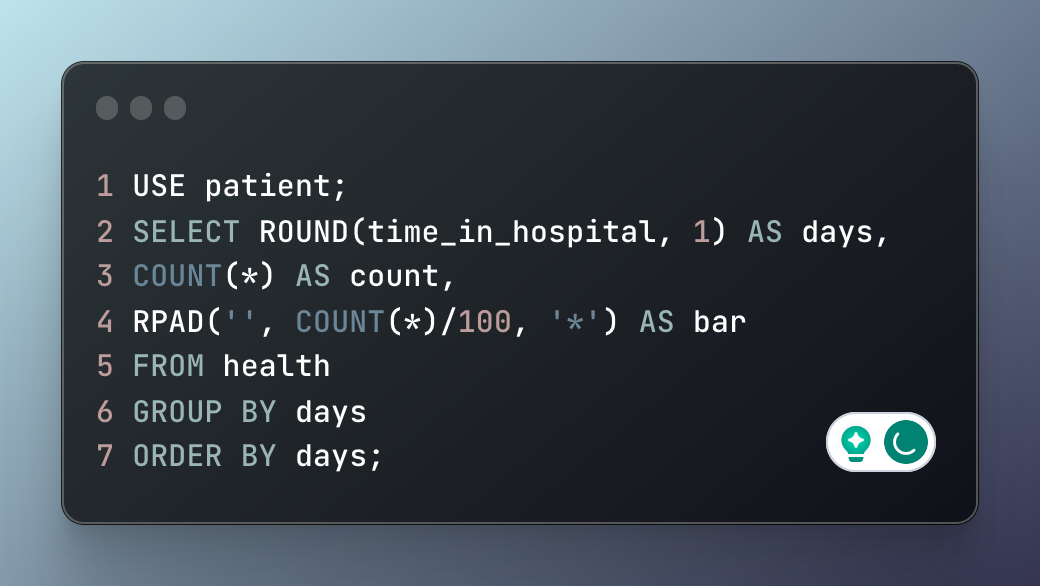 1 USE patient;
2 SELECT ROUND(time_in_hospital, 1) AS days,
3 COUNT(*) AS count,
4 RPAD('', COUNT(*)/100, '*') AS bar
5 FROM health
6 GROUP BY days
7 ORDER BY days;